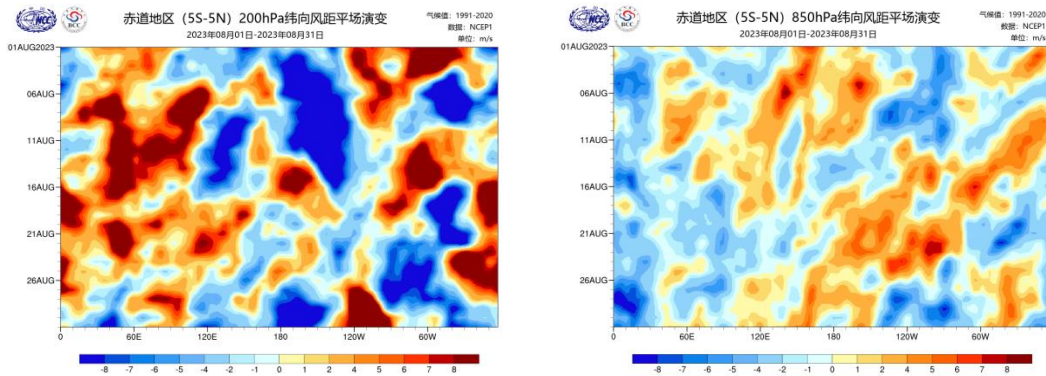 NCC
BCC
赤道地区（5S-5N）200hPa纬向风距平场演变
2023年08月01日-2023年08月31日
气候值：1991-2020
数据：NCEP1
单位：m/s
01AUG2023
06AUG
11AUG
16AUG
21AUG
26AUG
0 60E 120E 180 120W 60W
-8 -7 -6 -5 -4 -2 -1 0 1 2 4 5 6 7 8
NCC
BCC
赤道地区（5S-5N）850hPa纬向风距平场演变
2023年08月01日-2023年08月31日
气候值：1991-2020
数据：NCEP1
单位：m/s
01AUG2023
06AUG
11AUG
16AUG
21AUG
26AUG
0 60E 120E 180 120W 60W
-8 -7 -6 -5 -4 -2 -1 0 1 2 4 5 6 7 8